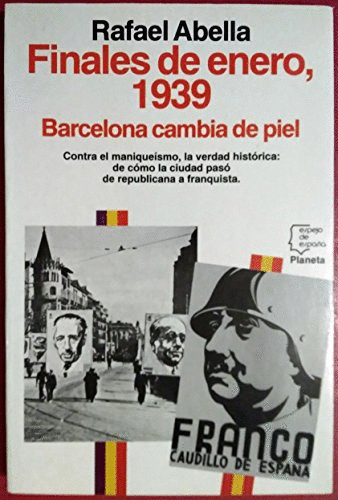 Rafael Abella
Finales de enero,
1939
Barcelona cambia de piel
Contra el maniqueísmo, la verdad histórica:
de cómo la ciudad pasó
de republicana a franquista.
espejo
de
españa
Planeta
FRANCO
CAUDILLO DE ESPAÑA